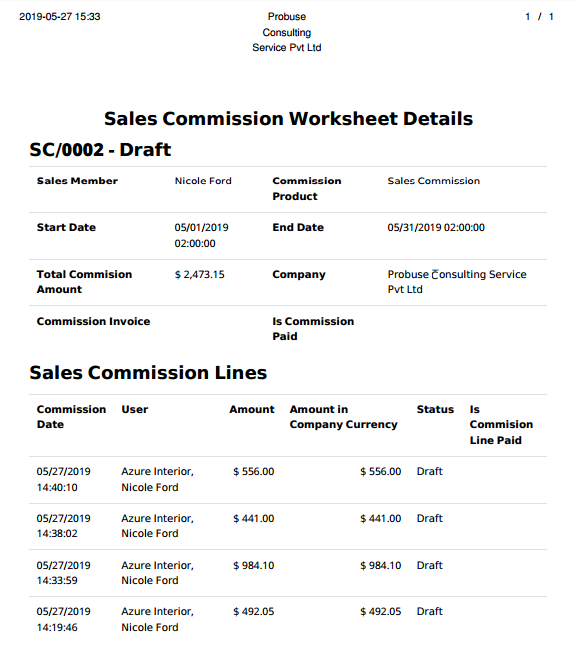 2019-05-27 15:33 Probuse 1 / 1
Consulting
Service Pvt Ltd
Sales Commission Worksheet Details
SC/0002 - Draft
Sales Member Nicole Ford Commission Sales Commission
Product
Start Date 05/01/2019 End Date 05/31/2019 02:00:00
02:00:00
Total Commision $ 2,473.15 Company Probuse Consulting Service
Amount Pvt Ltd
Commission Invoice Is Commission
Paid
Sales Commission Lines
Commission User Amount Amount in Status Is
Date Company Currency Commision
Line Paid
05/27/2019 Azure Interior, $ 556.00 $ 556.00 Draft
14:40:10 Nicole Ford
05/27/2019 Azure Interior, $ 441.00 $ 441.00 Draft
14:38:02 Nicole Ford
05/27/2019 Azure Interior, $ 984.10 $ 984.10 Draft
14:33:59 Nicole Ford
05/27/2019 Azure Interior, $ 492.05 $ 492.05 Draft
14:19:46 Nicole Ford